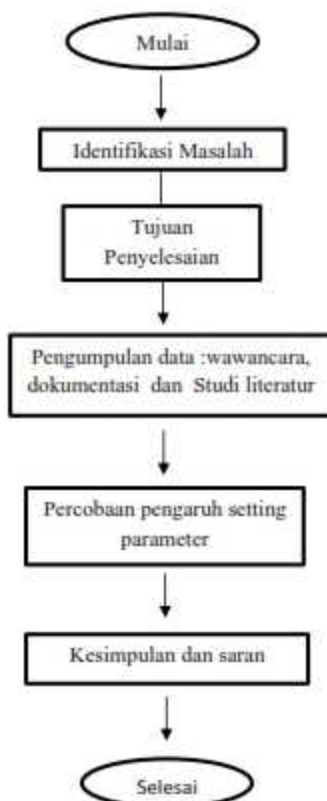 Mulai
Identifikasi Masalah
Tujuan
Penyelesaian
Pengumpulan data :wawancara,
dokumentasi dan Studi literatur
Percobaan pengaruh setting
parameter
Kesimpulan dan saran
Selesai